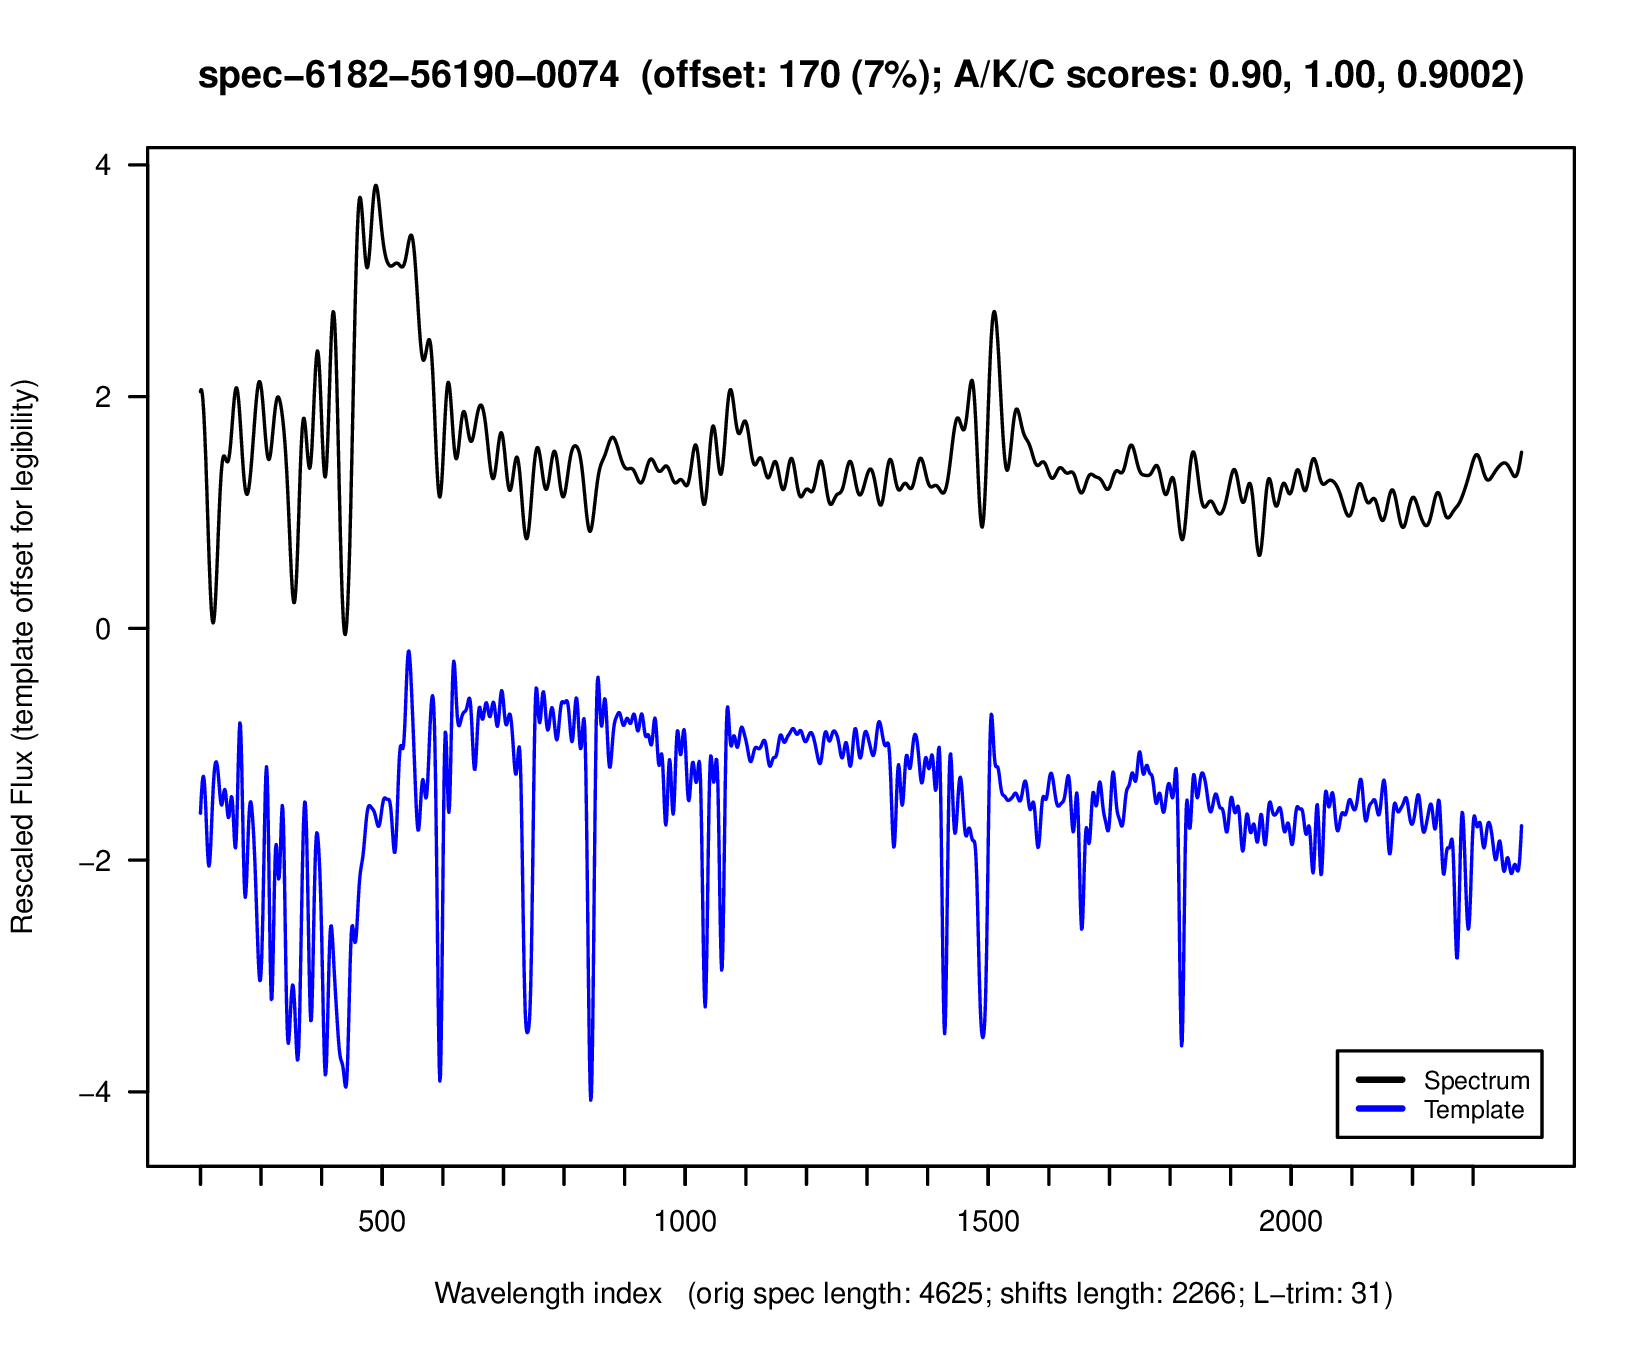 spec−6182−56190−0074 (offset: 170 (7%); A/K/C scores: 0.90, 1.00, 0.9002)
Rescaled Flux (template offset for legibility)
4
2
0
−2
−4
Spectrum
Template
500 1000 1500 2000
Wavelength index (orig spec length: 4625; shifts length: 2266; L−trim: 31)